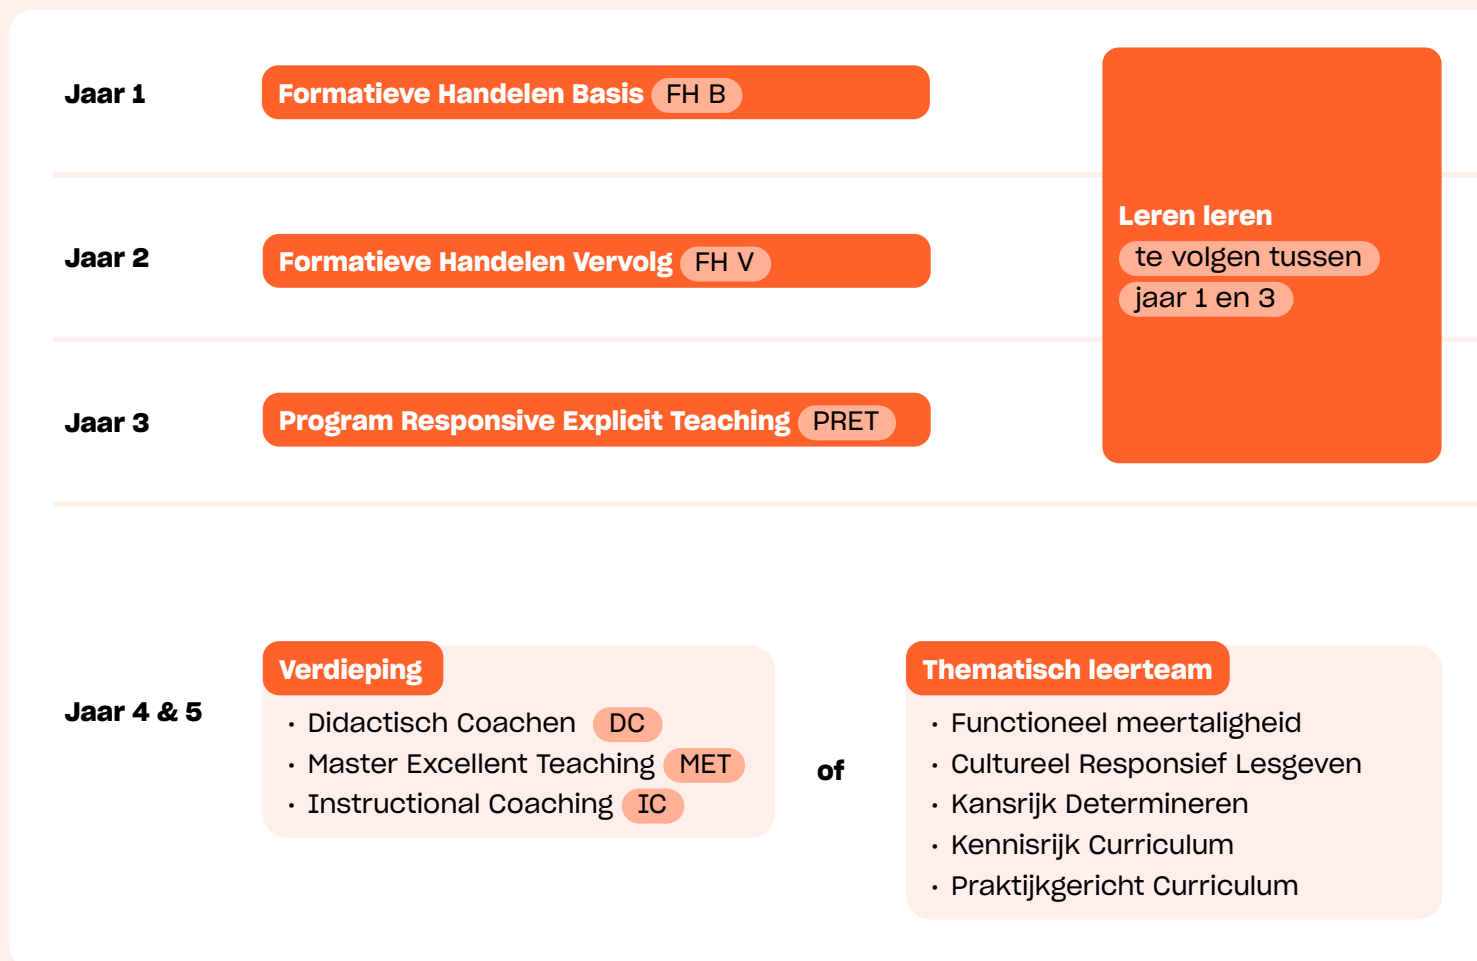 Jaar 1
Formatieve Handelen Basis FH B
Jaar 2
Formatieve Handelen Vervolg FH V
Jaar 3
Program Responsive Explicit Teaching PRET
Leren leren
te volgen tussen
jaar 1 en 3
Jaar 4 & 5
Verdieping
· Didactisch Coachen DC
· Master Excellent Teaching MET
· Instructional Coaching IC
of
Thematisch leerteam
· Functioneel meertaligheid
· Cultureel Responsief Lesgeven
· Kansrijk Determineren
· Kennisrijk Curriculum
· Praktijkgericht Curriculum